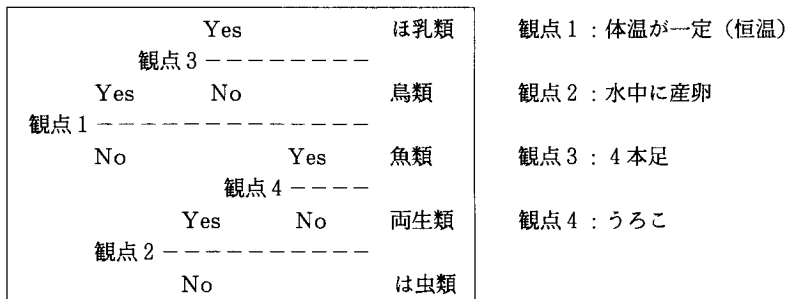 Yes ほ乳類 観点1：体温が一定（恒温）
観点3 --------
Yes No 鳥類 観点2：水中に産卵
観点1 --------------
No Yes 魚類 観点3：4本足
観点4 ----
Yes No 両生類 観点4：うろこ
観点2 ----------
No は虫類